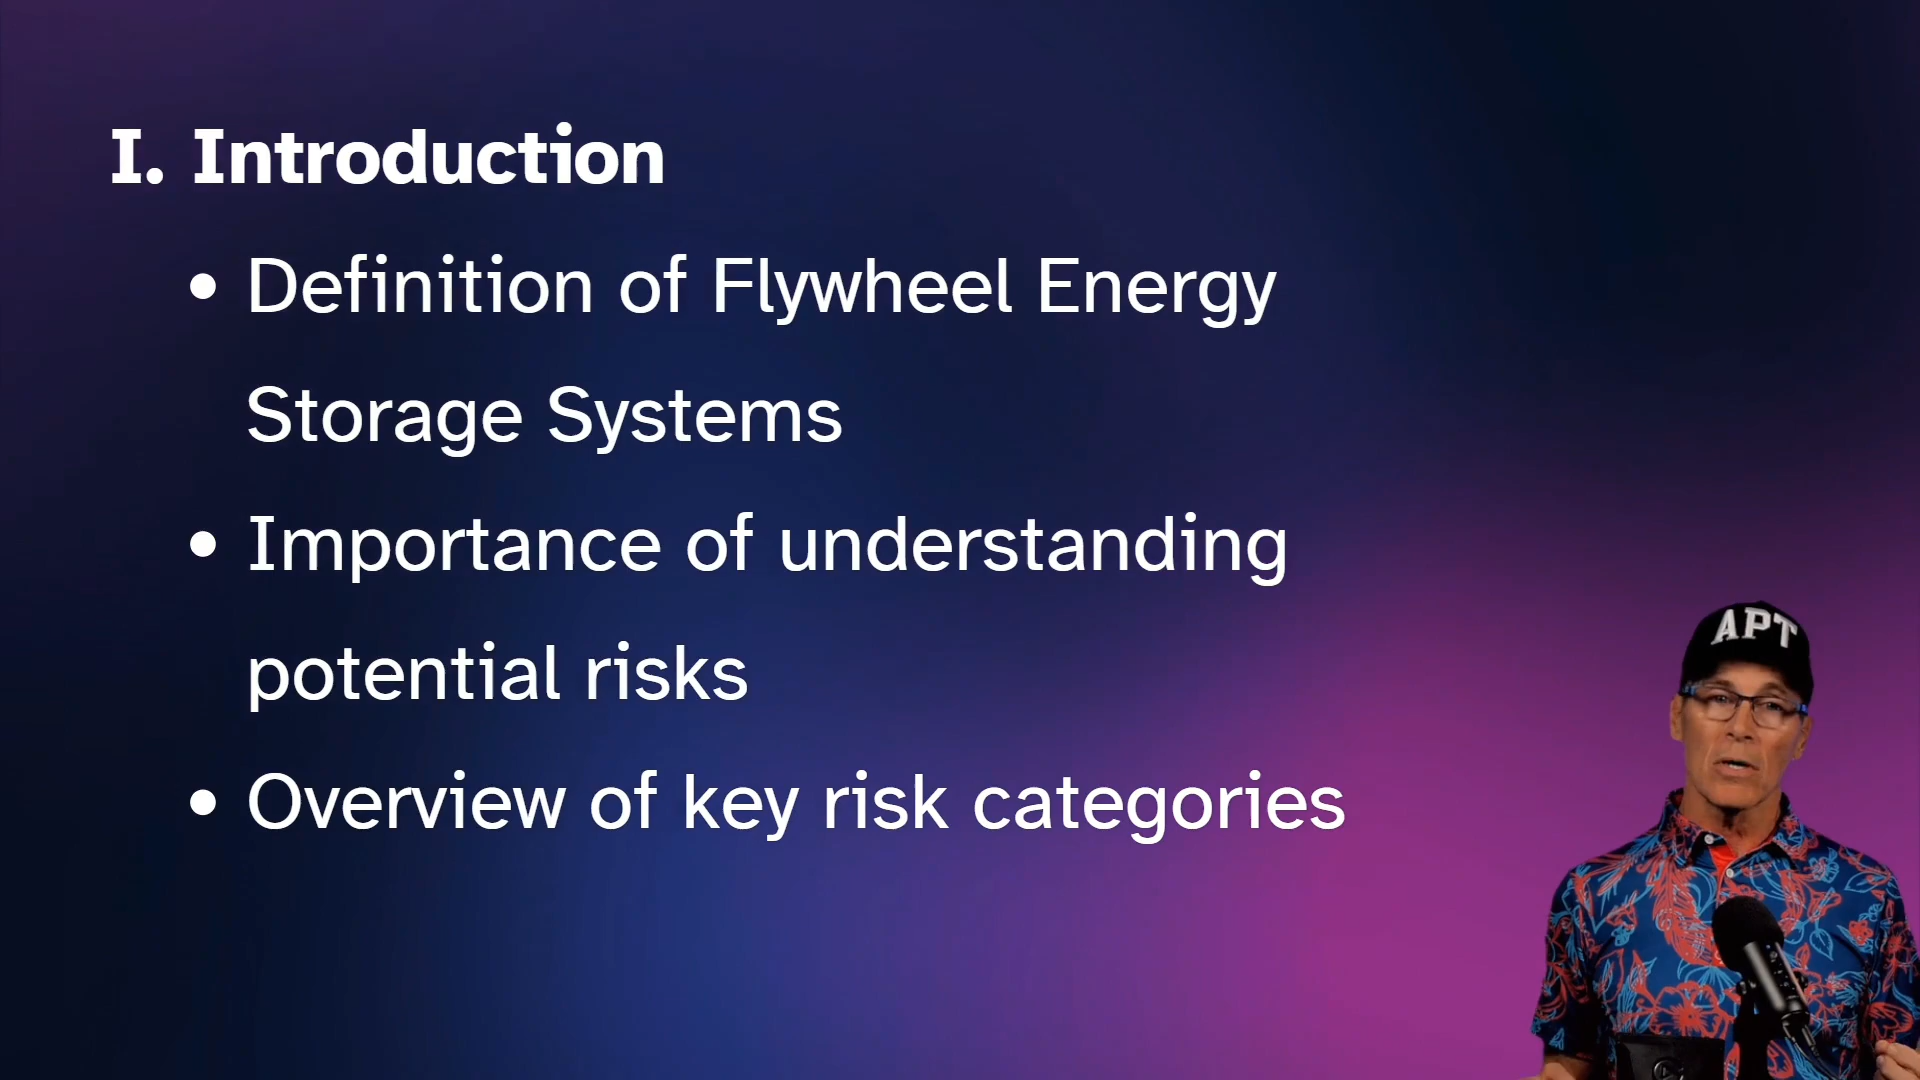 I. Introduction
• Definition of Flywheel Energy
Storage Systems
• Importance of understanding
potential risks
• Overview of key risk categories
APT